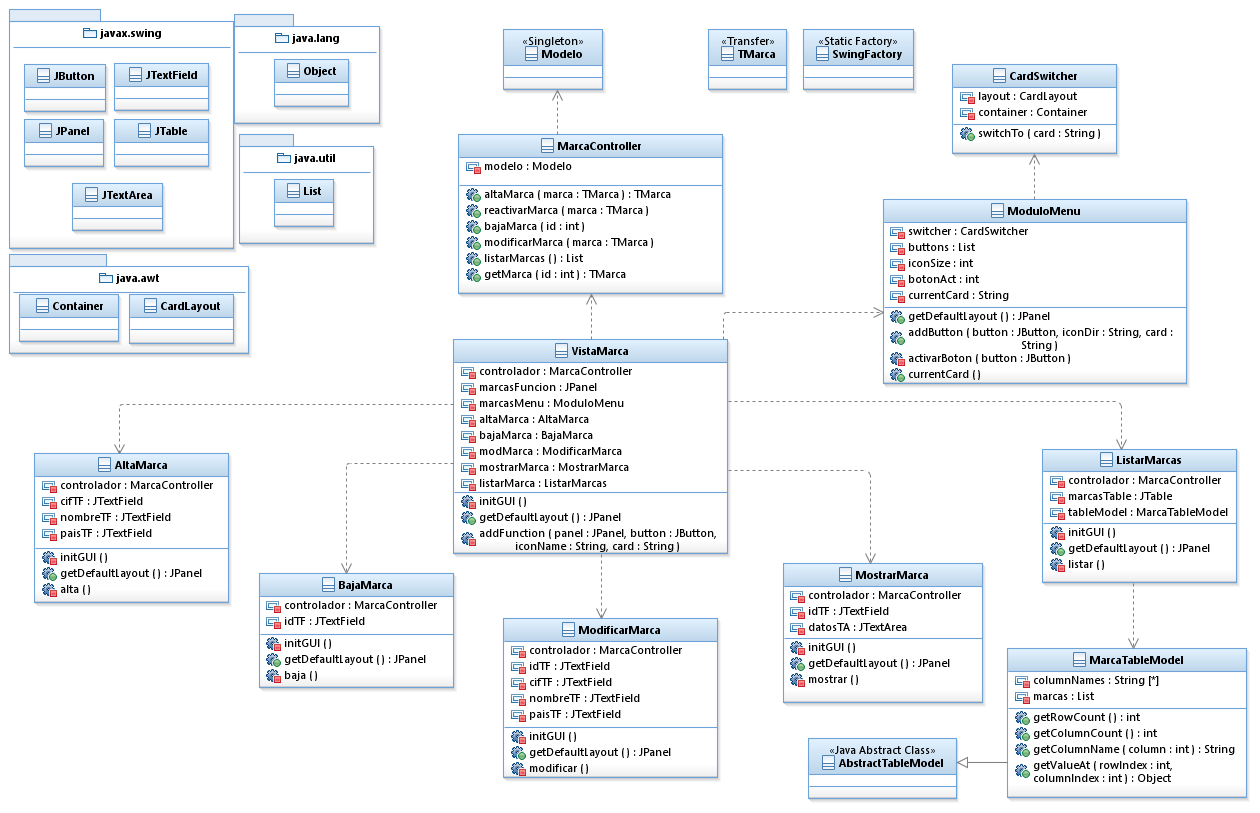 javax.swing
JButton
JTextField
JPanel
JTable
JTextArea
java.lang
Object
java.util
List
java.awt
Container
CardLayout
«Singleton»
Modelo
«Transfer»
TMarca
«Static Factory»
SwingFactory
CardSwitcher
layout : CardLayout
container : Container
switchTo ( card : String )
MarcaController
modelo : Modelo
altaMarca ( marca : TMarca ) : TMarca
reactivarMarca ( marca : TMarca )
bajaMarca ( id : int )
modificarMarca ( marca : TMarca )
listarMarcas ( ) : List
getMarca ( id : int ) : TMarca
ModuloMenu
switcher : CardSwitcher
buttons : List
iconSize : int
botonAct : int
currentCard : String
getDefaultLayout ( ) : JPanel
addButton ( button : JButton, iconDir : String, card :
String )
activarBoton ( button : JButton )
currentCard ( )
VistaMarca
controlador : MarcaController
marcasFuncion : JPanel
marcasMenu : ModuloMenu
altaMarca : AltaMarca
bajaMarca : BajaMarca
modMarca : ModificarMarca
mostrarMarca : MostrarMarca
listarMarca : ListarMarcas
initGUI ( )
getDefaultLayout ( ) : JPanel
addFunction ( panel : JPanel, button : JButton,
iconName : String, card : String )
AltaMarca
controlador : MarcaController
cifTF : JTextField
nombreTF : JTextField
paisTF : JTextField
initGUI ( )
getDefaultLayout ( ) : JPanel
alta ( )
BajaMarca
controlador : MarcaController
idTF : JTextField
initGUI ( )
getDefaultLayout ( ) : JPanel
baja ( )
ModificarMarca
controlador : MarcaController
idTF : JTextField
cifTF : JTextField
nombreTF : JTextField
paisTF : JTextField
initGUI ( )
getDefaultLayout ( ) : JPanel
modificar ( )
MostrarMarca
controlador : MarcaController
idTF : JTextField
datosTA : JTextArea
initGUI ( )
getDefaultLayout ( ) : JPanel
mostrar ( )
ListarMarcas
controlador : MarcaController
marcasTable : JTable
tableModel : MarcaTableModel
initGUI ( )
getDefaultLayout ( ) : JPanel
listar ( )
MarcaTableModel
columnNames : String [*]
marcas : List
getRowCount ( ) : int
getColumnCount ( ) : int
getColumnName ( column : int ) : String
getValueAt ( rowIndex : int,
columnIndex : int ) : Object
«Java Abstract Class»
AbstractTableModel